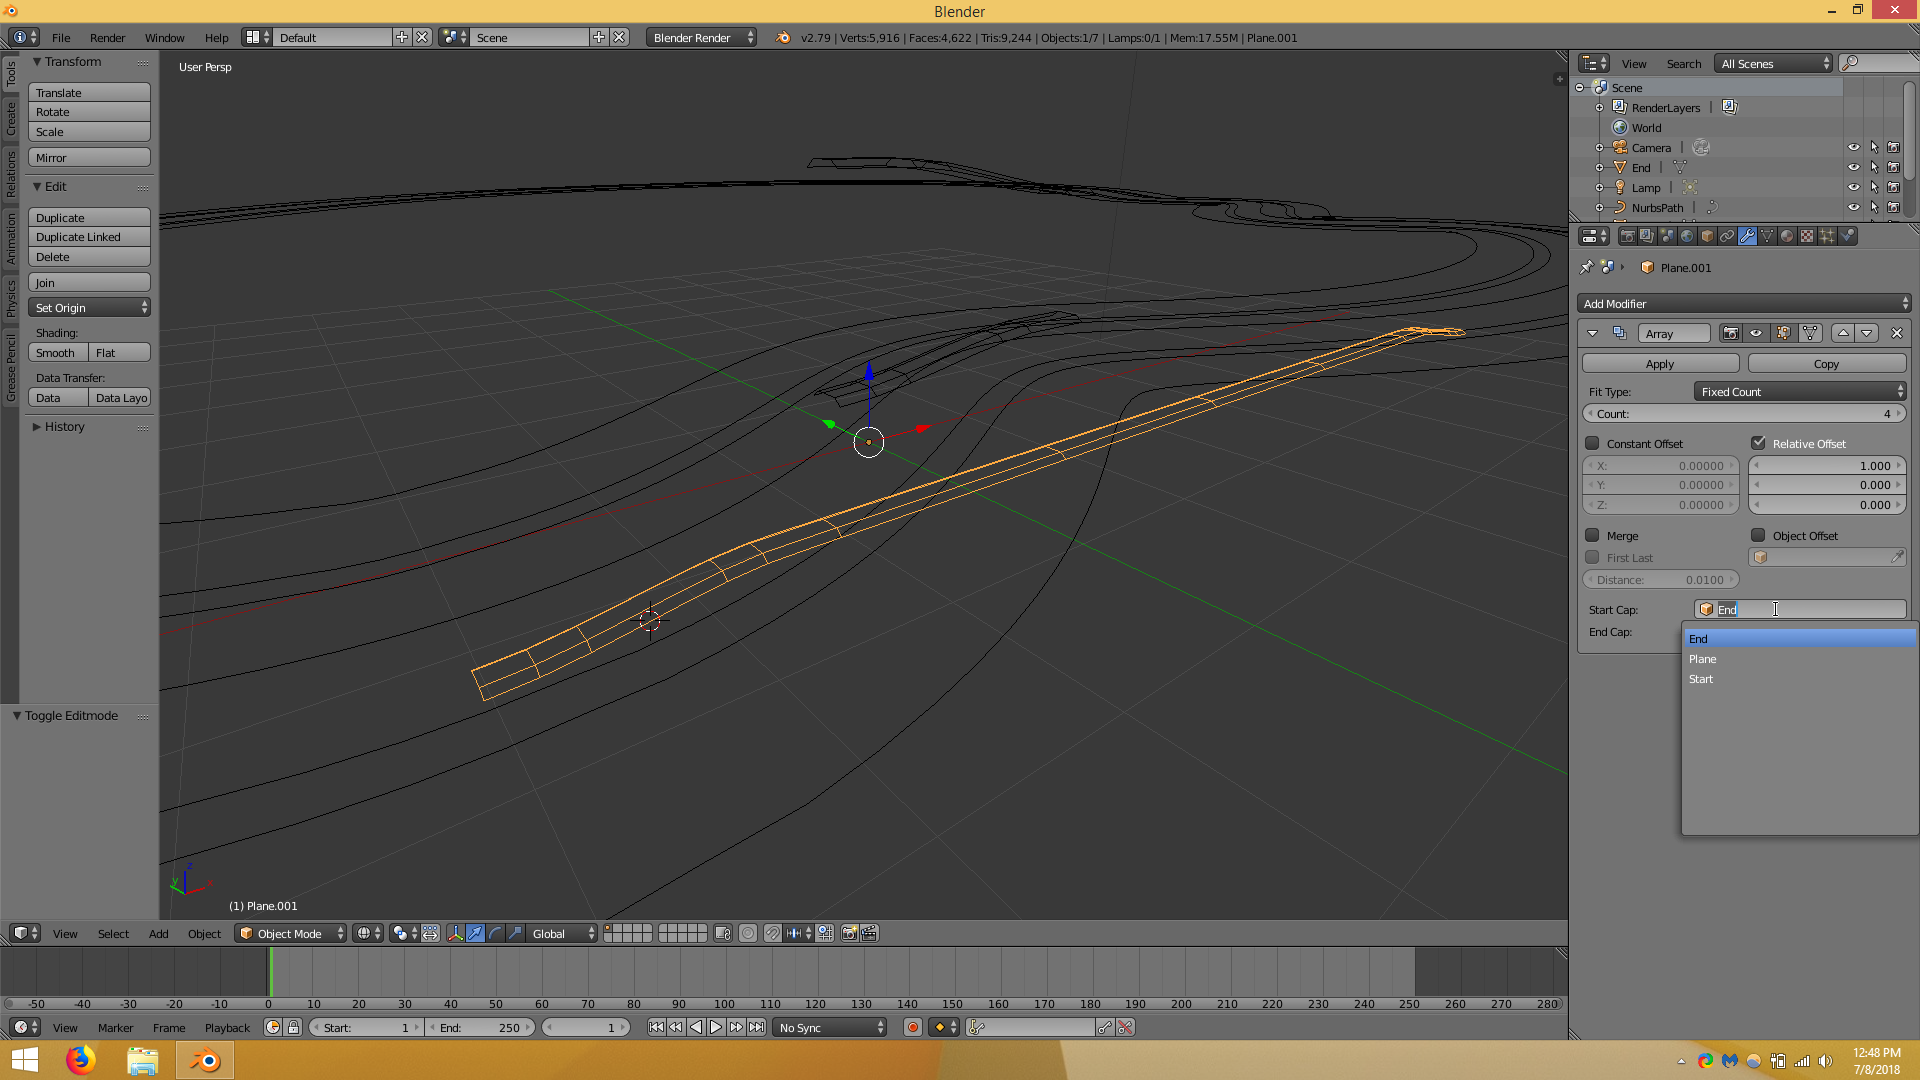 Blender
File Render Window Help Default Scene Blender Render v2.79 | Verts:5,916 | Faces:4,622 | Tris:9,244 | Objects:1/7 | Lamps:0/1 | Mem:17.55M | Plane.001
Tools
Create
Relations
Animation
Physics
Grease Pencil
Transform
Translate
Rotate
Scale
Mirror
Edit
Duplicate
Duplicate Linked
Delete
Join
Set Origin
Shading:
Smooth Flat
Data Transfer:
Data Data Layo
History
Toggle Editmode
User Persp
(1) Plane.001
View Search All Scenes
Scene
RenderLayers
World
Camera
End
Lamp
NurbsPath
Plane.001
Add Modifier
Array
Apply Copy
Fit Type: Fixed Count
Count: 4
Constant Offset Relative Offset
X: 0.00000 1.000
Y: 0.00000 0.000
Z: 0.00000 0.000
Merge Object Offset
First Last
Distance: 0.0100
Start Cap: End
End Cap:
End
Plane
Start
View Select Add Object Object Mode Global
-50 -40 -30 -20 -10 0 10 20 30 40 50 60 70 80 90 100 110 120 130 140 150 160 170 180 190 200 210 220 230 240 250 260 270 280
View Marker Frame Playback Start: 1 End: 250 1 No Sync
12:48 PM
7/8/2018